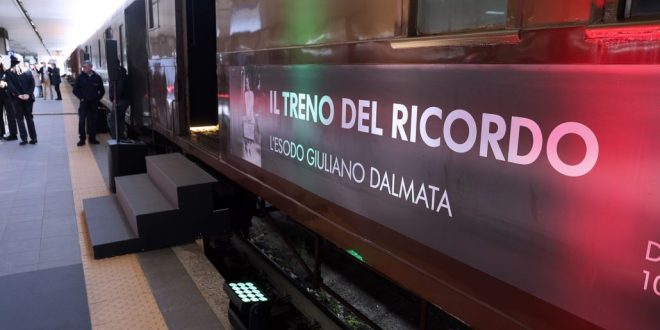 IL TRENO DEL RICORDO
L'ESODO GIULIANO DALMATA